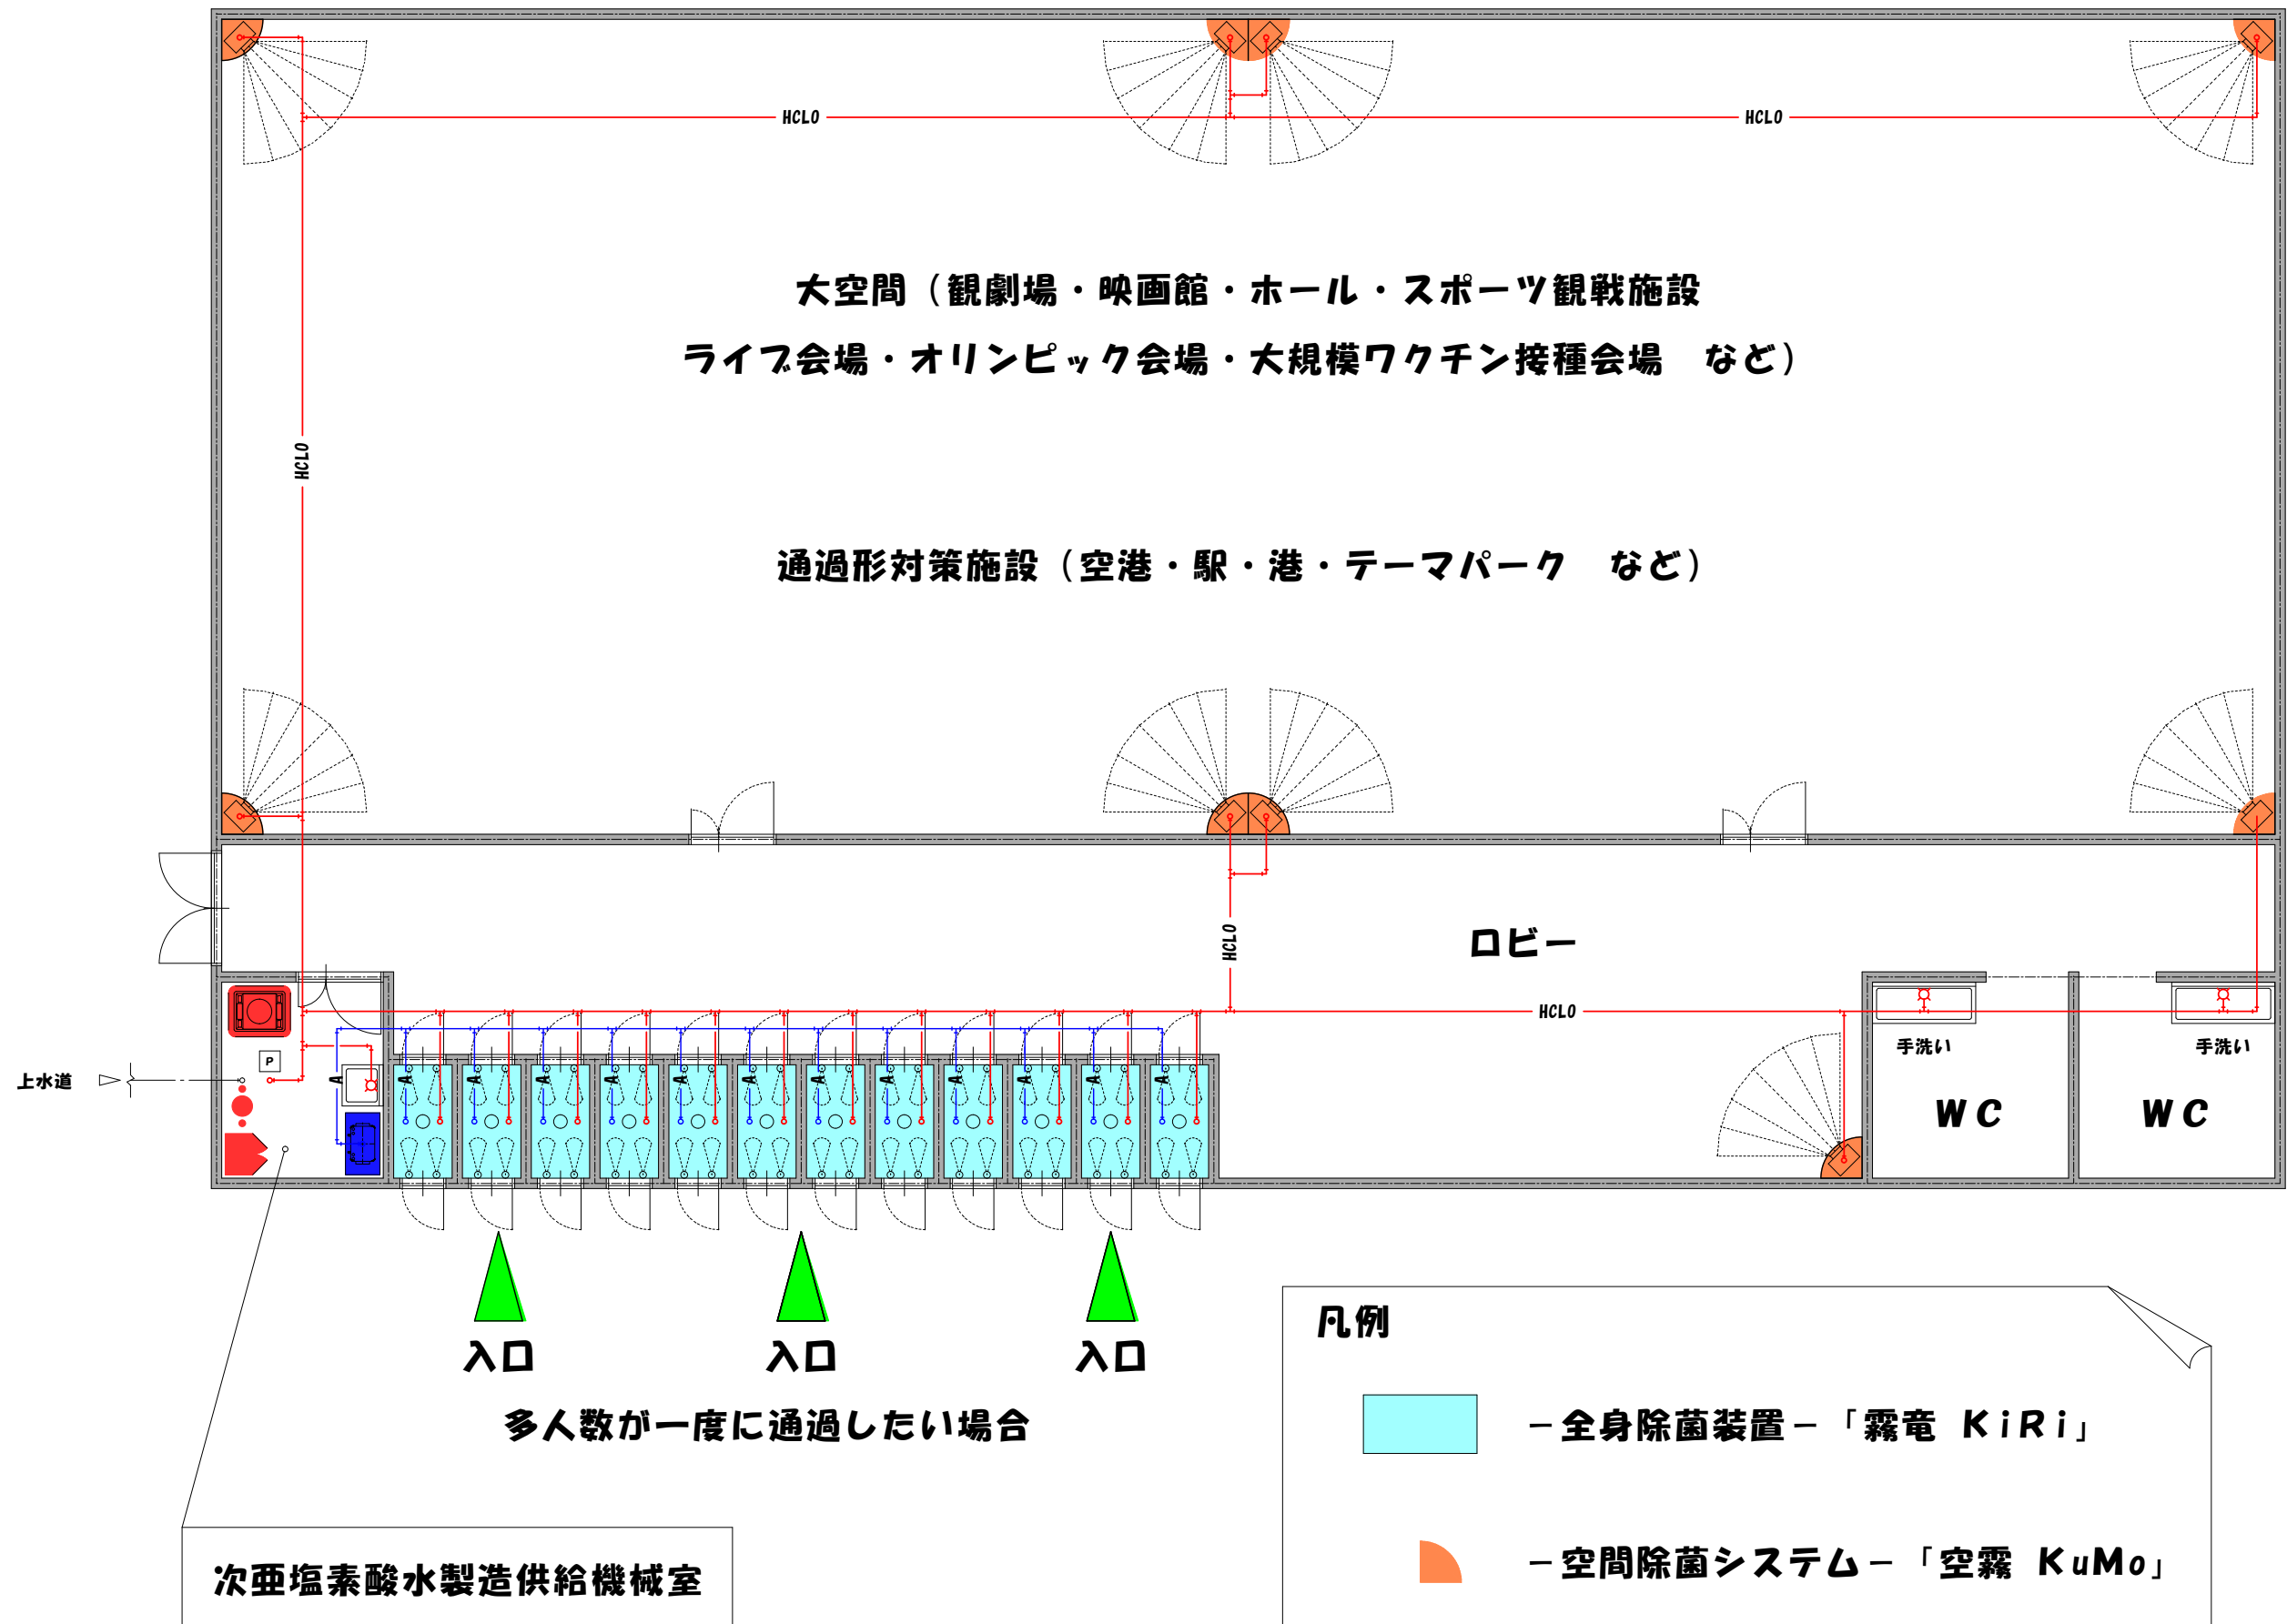 HCLO
HCLO
大空間（観劇場・映画館・ホール・スポーツ観戦施設
ライブ会場・オリンピック会場・大規模ワクチン接種会場　など）
HCLO
通過形対策施設（空港・駅・港・テーマパーク　など）
HCLO
ロビー
HCLO
手洗い
手洗い
P
上水道
A
A
A
A
A
A
A
A
A
A
A
A
A
WC
WC
入口
入口
入口
多人数が一度に通過したい場合
凡例
－全身除菌装置－「霧竜 KiRi」
－空間除菌システム－「空霧 KuMo」
次亜塩素酸水製造供給機械室